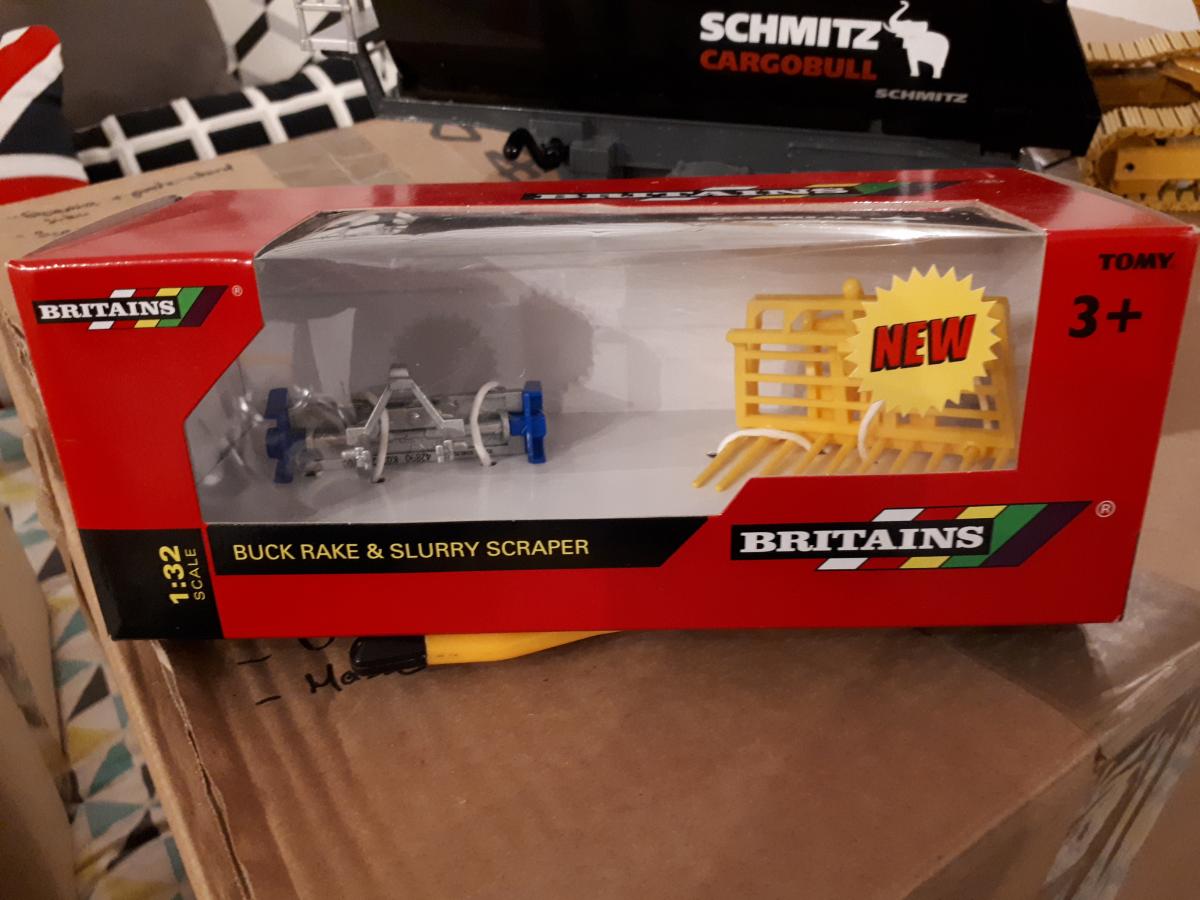 SCHMITZ
CARGOBULL
SCHMITZ
BRITAINS
TOMY
3+
BRITAINS ®
NEW
BRITAINS ®
BUCK RAKE & SLURRY SCRAPER
1:32
SCALE